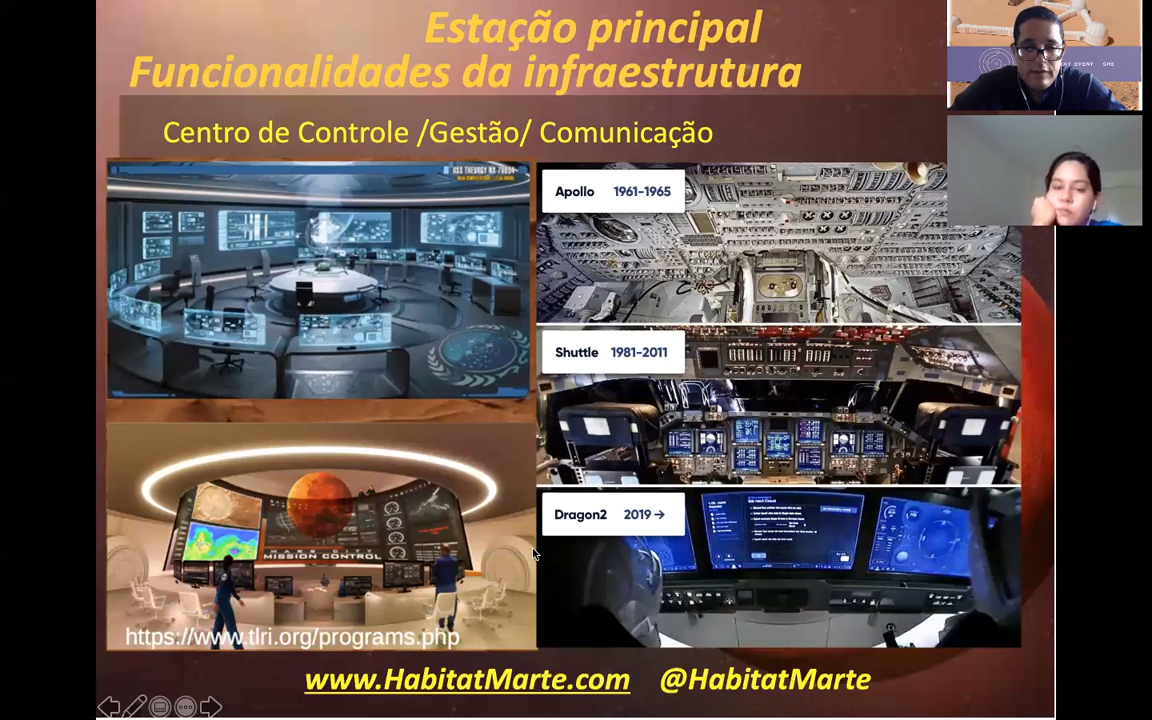 Estação principal
Funcionalidades da infraestrutura
Centro de Controle /Gestão/ Comunicação
Apollo 1961-1965
Shuttle 1981-2011
Dragon2 2019 →
MISSION CONTROL
https://www.tlri.org/programs.php
www.HabitatMarte.com @HabitatMarte